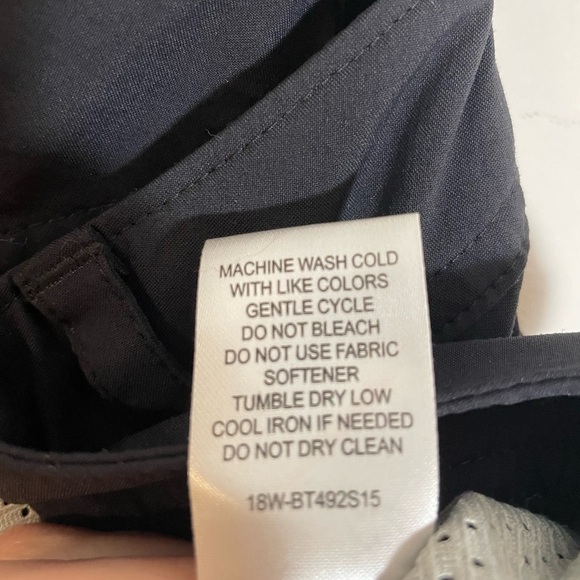 MACHINE WASH COLD
WITH LIKE COLORS
GENTLE CYCLE
DO NOT BLEACH
DO NOT USE FABRIC
SOFTENER
TUMBLE DRY LOW
COOL IRON IF NEEDED
DO NOT DRY CLEAN
18W-BT492S15